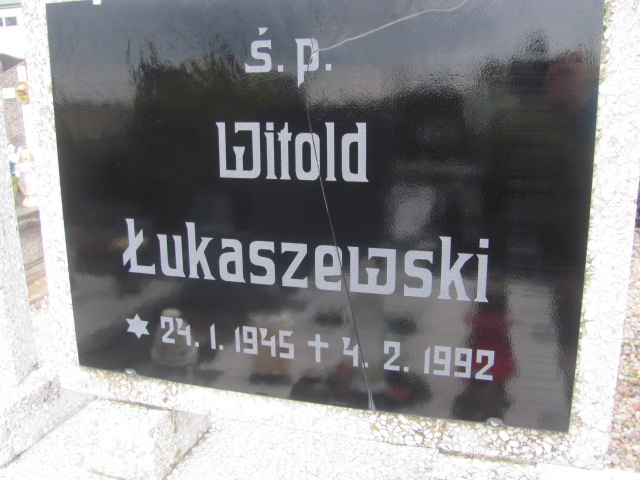 ś. p.
Witold
Łukaszewski
✶ 24. 1. 1945 ✝ 4. 2. 1992